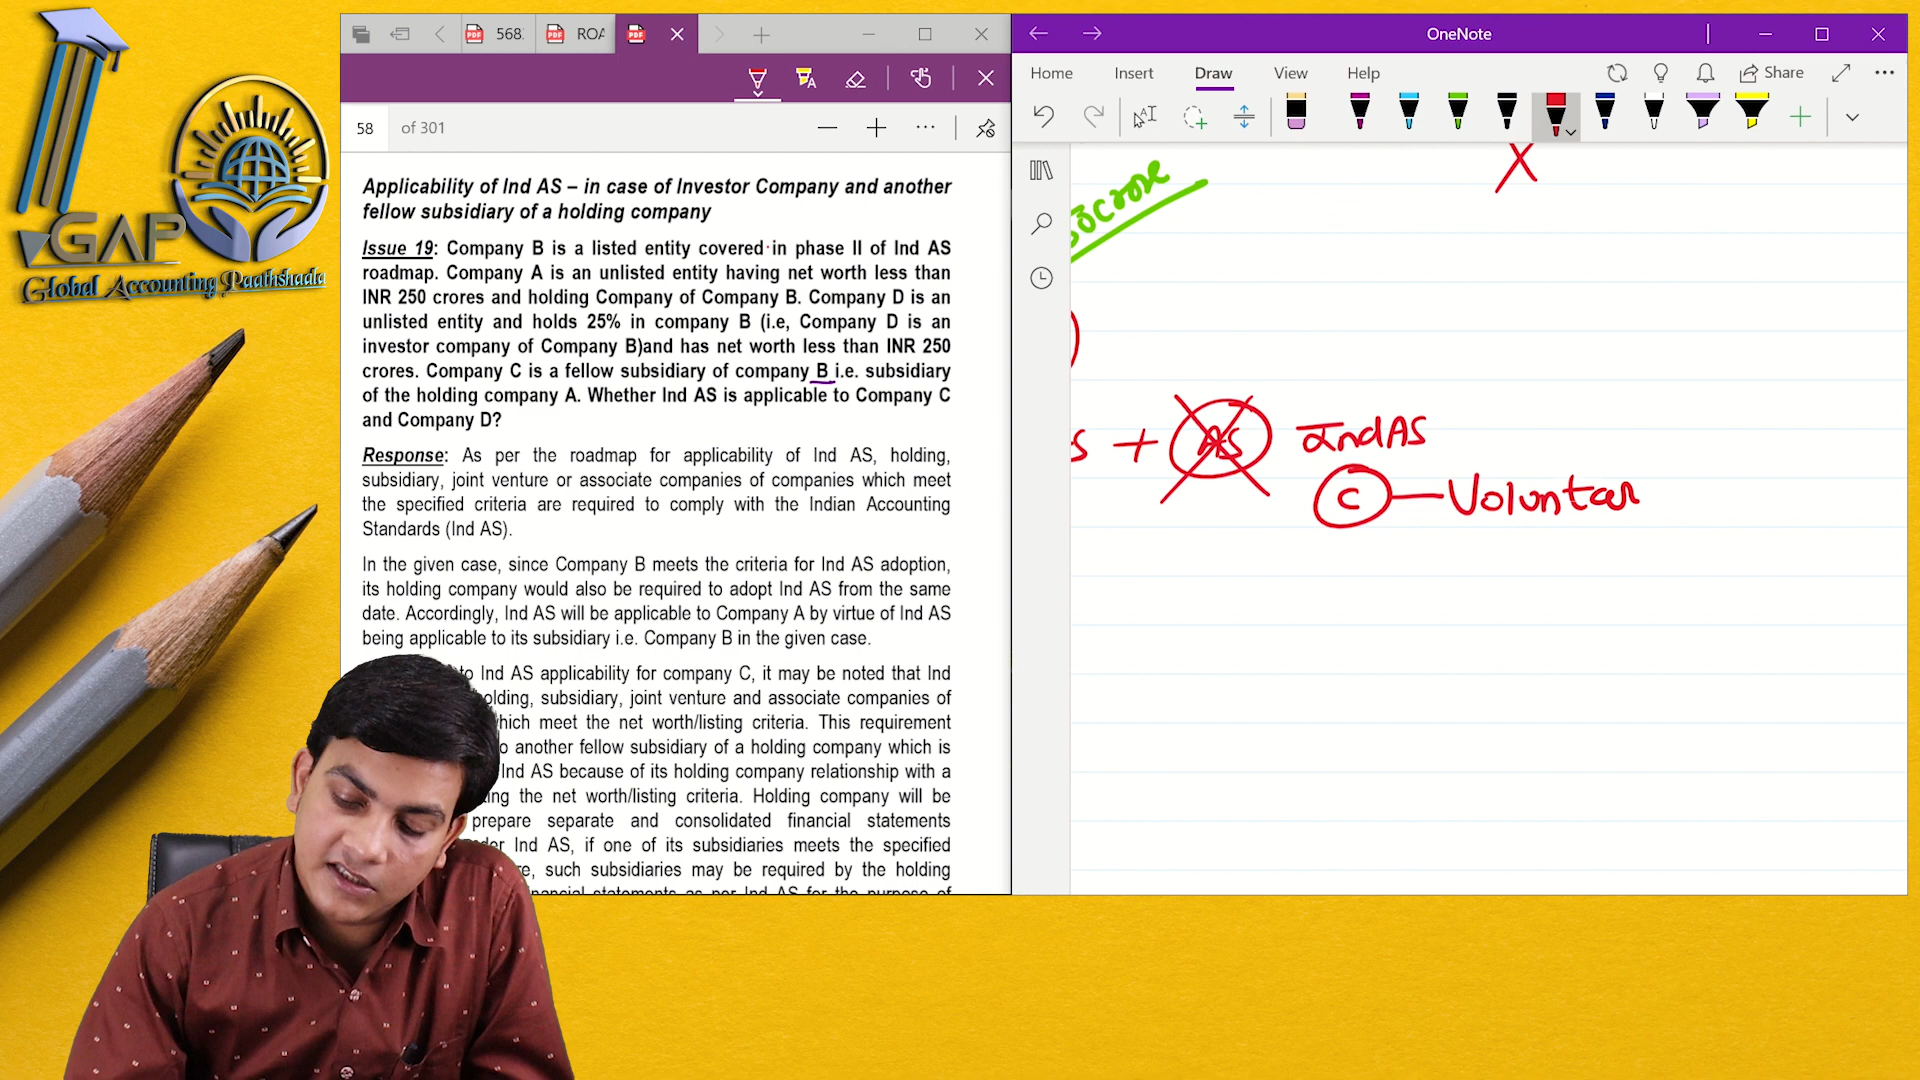 GAP
Global Accounting Paathshaala
568
ROA
58 of 301
Applicability of Ind AS – in case of Investor Company and another
fellow subsidiary of a holding company
Issue 19: Company B is a listed entity covered in phase II of Ind AS
roadmap. Company A is an unlisted entity having net worth less than
INR 250 crores and holding Company of Company B. Company D is an
unlisted entity and holds 25% in company B (i.e, Company D is an
investor company of Company B)and has net worth less than INR 250
crores. Company C is a fellow subsidiary of company B i.e. subsidiary
of the holding company A. Whether Ind AS is applicable to Company C
and Company D?
Response: As per the roadmap for applicability of Ind AS, holding,
subsidiary, joint venture or associate companies of companies which meet
the specified criteria are required to comply with the Indian Accounting
Standards (Ind AS).
In the given case, since Company B meets the criteria for Ind AS adoption,
its holding company would also be required to adopt Ind AS from the same
date. Accordingly, Ind AS will be applicable to Company A by virtue of Ind AS
being applicable to its subsidiary i.e. Company B in the given case.
to Ind AS applicability for company C, it may be noted that Ind
olding, subsidiary, joint venture and associate companies of
which meet the net worth/listing criteria. This requirement
another fellow subsidiary of a holding company which is
Ind AS because of its holding company relationship with a
the net worth/listing criteria. Holding company will be
prepare separate and consolidated financial statements
Ind AS, if one of its subsidiaries meets the specified
such subsidiaries may be required by the holding
financial statements as per Ind AS for the purpose of
OneNote
Home Insert Draw View Help Share
crore
X
S + AS IndAS
C — Voluntar